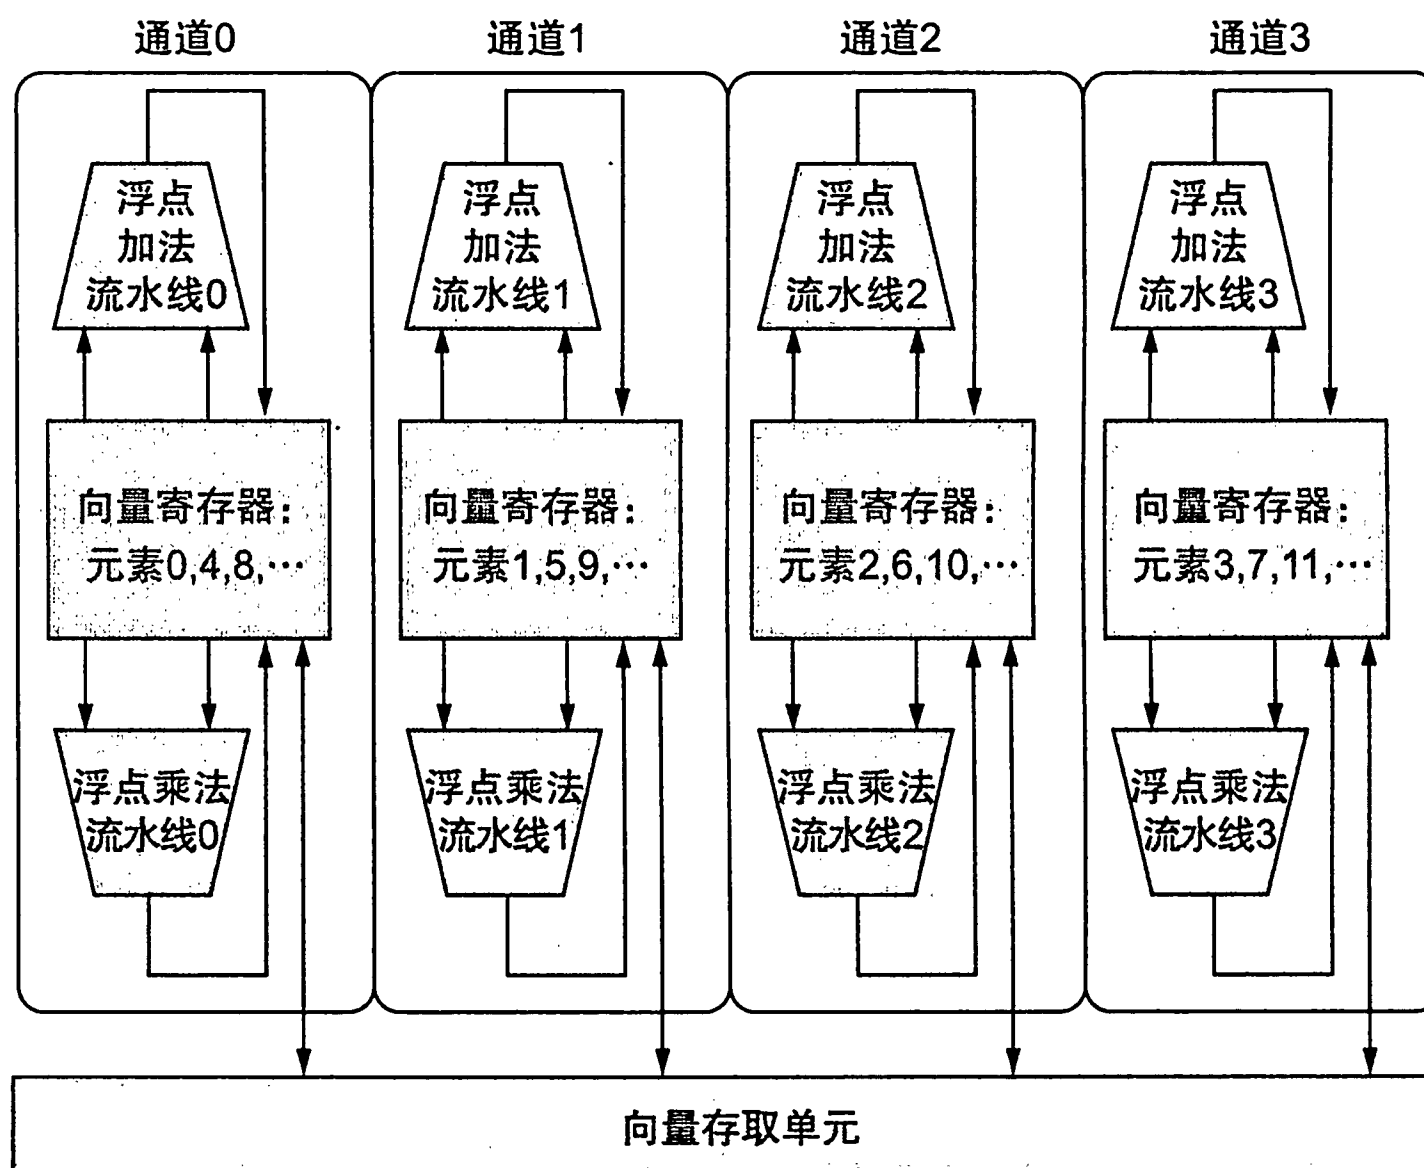 通道0
通道1
通道2
通道3
浮点
加法
流水线0
浮点
加法
流水线1
浮点
加法
流水线2
浮点
加法
流水线3
向量寄存器:
元素0,4,8,…
向量寄存器:
元素1,5,9,…
向量寄存器:
元素2,6,10,…
向量寄存器:
元素3,7,11,…
浮点乘法
流水线0
浮点乘法
流水线1
浮点乘法
流水线2
浮点乘法
流水线3
向量存取单元